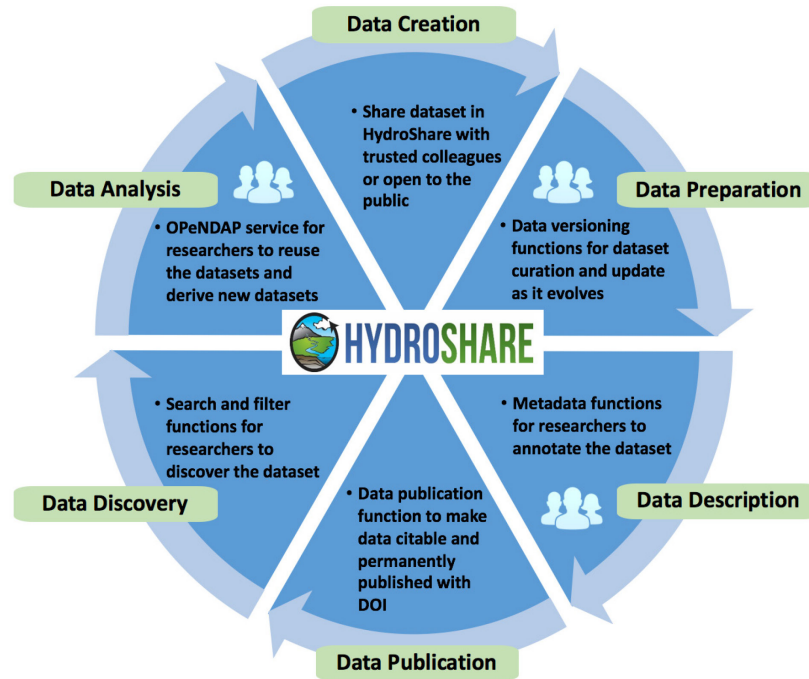 Data Creation
• Share dataset in
HydroShare with
trusted colleagues
or open to the
public
Data Preparation
• Data versioning
functions for dataset
curation and update
as it evolves
Data Description
• Metadata functions
for researchers to
annotate the dataset
Data Publication
• Data publication
function to make
data citable and
permanently
published with
DOI
Data Discovery
• Search and filter
functions for
researchers to
discover the dataset
Data Analysis
• OPeNDAP service for
researchers to reuse
the datasets and
derive new datasets
HYDROSHARE